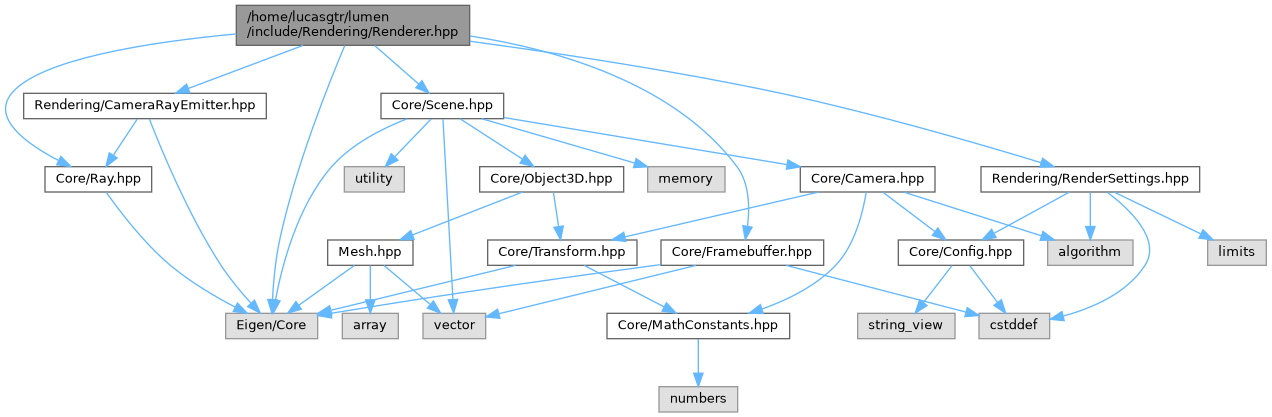 /home/lucasgtr/lumen
/include/Rendering/Renderer.hpp
Rendering/CameraRayEmitter.hpp
Core/Scene.hpp
Core/Ray.hpp
utility
Core/Object3D.hpp
memory
Core/Camera.hpp
Rendering/RenderSettings.hpp
Mesh.hpp
Core/Transform.hpp
Core/Framebuffer.hpp
Core/Config.hpp
algorithm
limits
Eigen/Core
array
vector
Core/MathConstants.hpp
string_view
cstddef
numbers